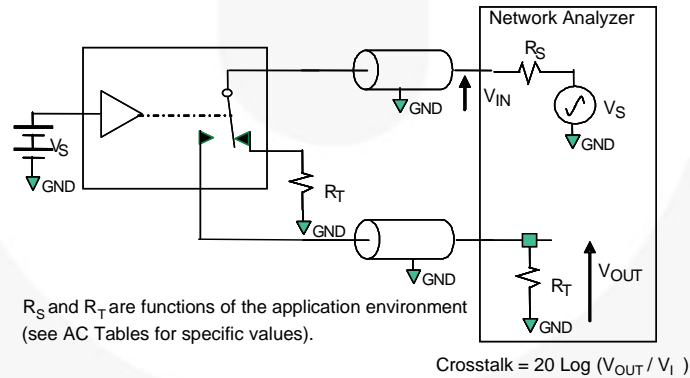 Network Analyzer
RS
GND
VIN
VS
GND
VS
GND
RT
GND
GND
RT
VOUT
GND
RS and RT are functions of the application environment
(see AC Tables for specific values).
Crosstalk = 20 Log (VOUT / VI )